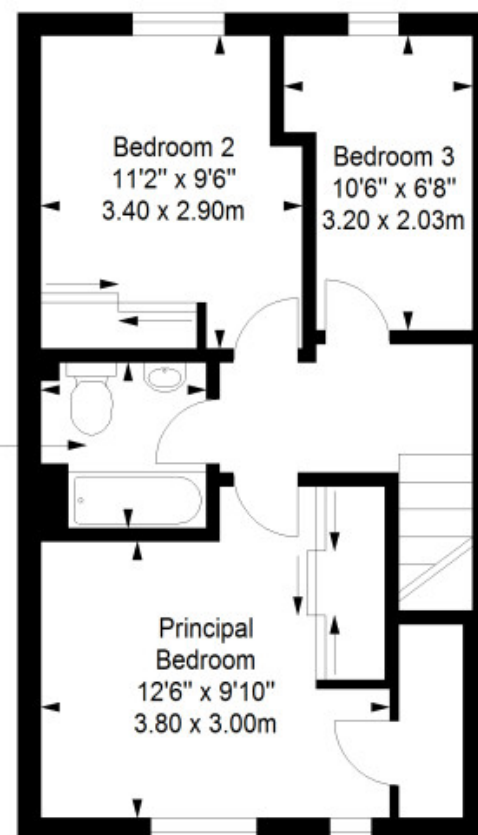 Bedroom 2
11'2" x 9'6"
3.40 x 2.90m
Bedroom 3
10'6" x 6'8"
3.20 x 2.03m
Principal
Bedroom
12'6" x 9'10"
3.80 x 3.00m